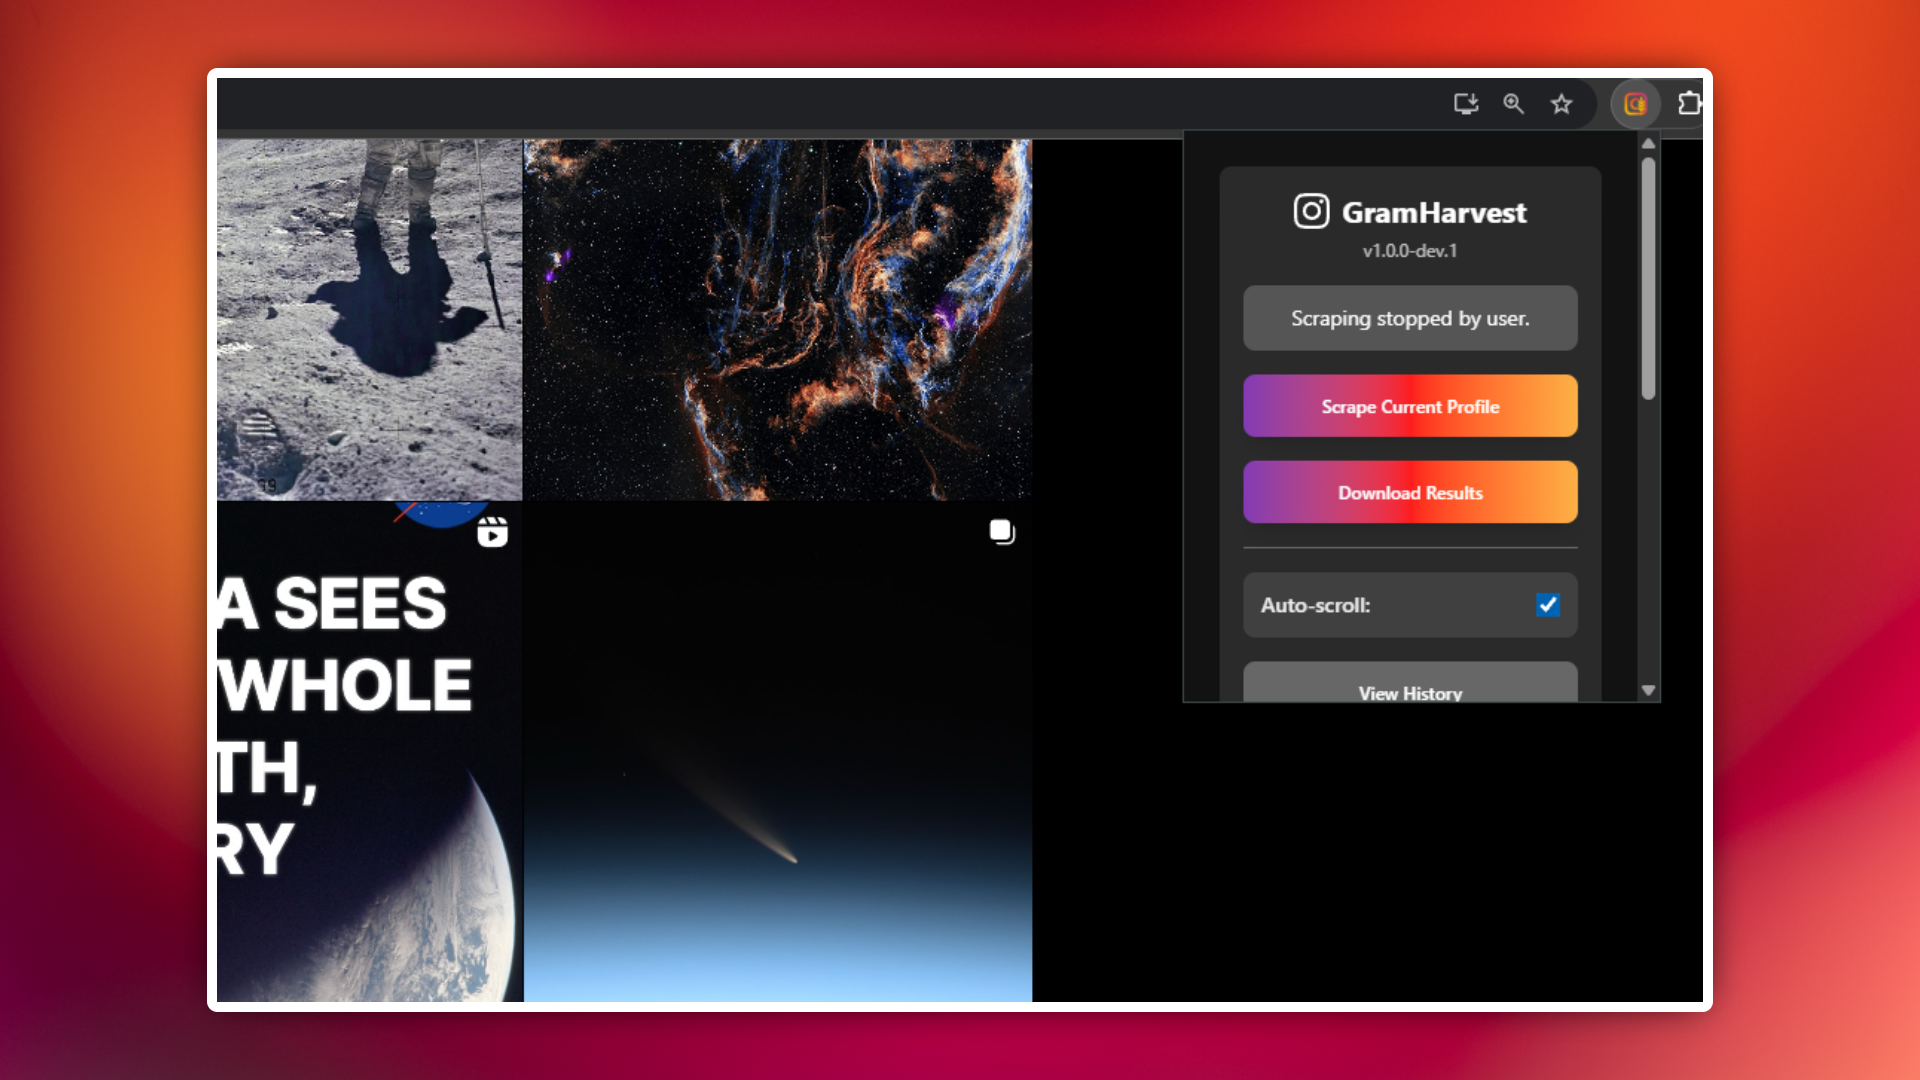 GramHarvest
v1.0.0-dev.1
Scraping stopped by user.
Scrape Current Profile
Download Results
Auto-scroll:
View History
79
A SEES
WHOLE
TH,
RY